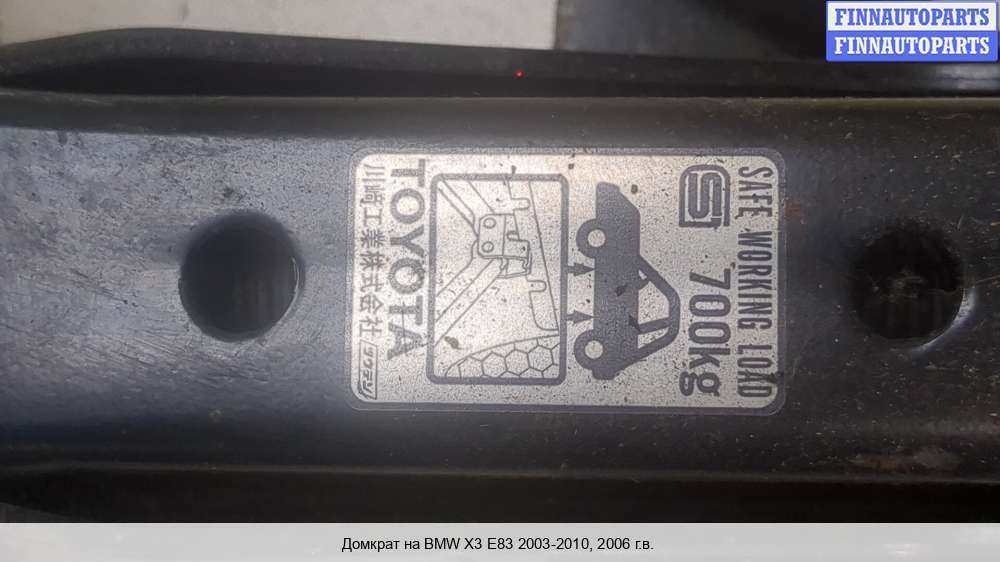 FINNAUTOPARTS
FINNAUTOPARTS
SAFE WORKING LOAD
700kg
TOYOTA
川崎工業株式会社
Домкрат на BMW X3 E83 2003-2010, 2006 г.в.